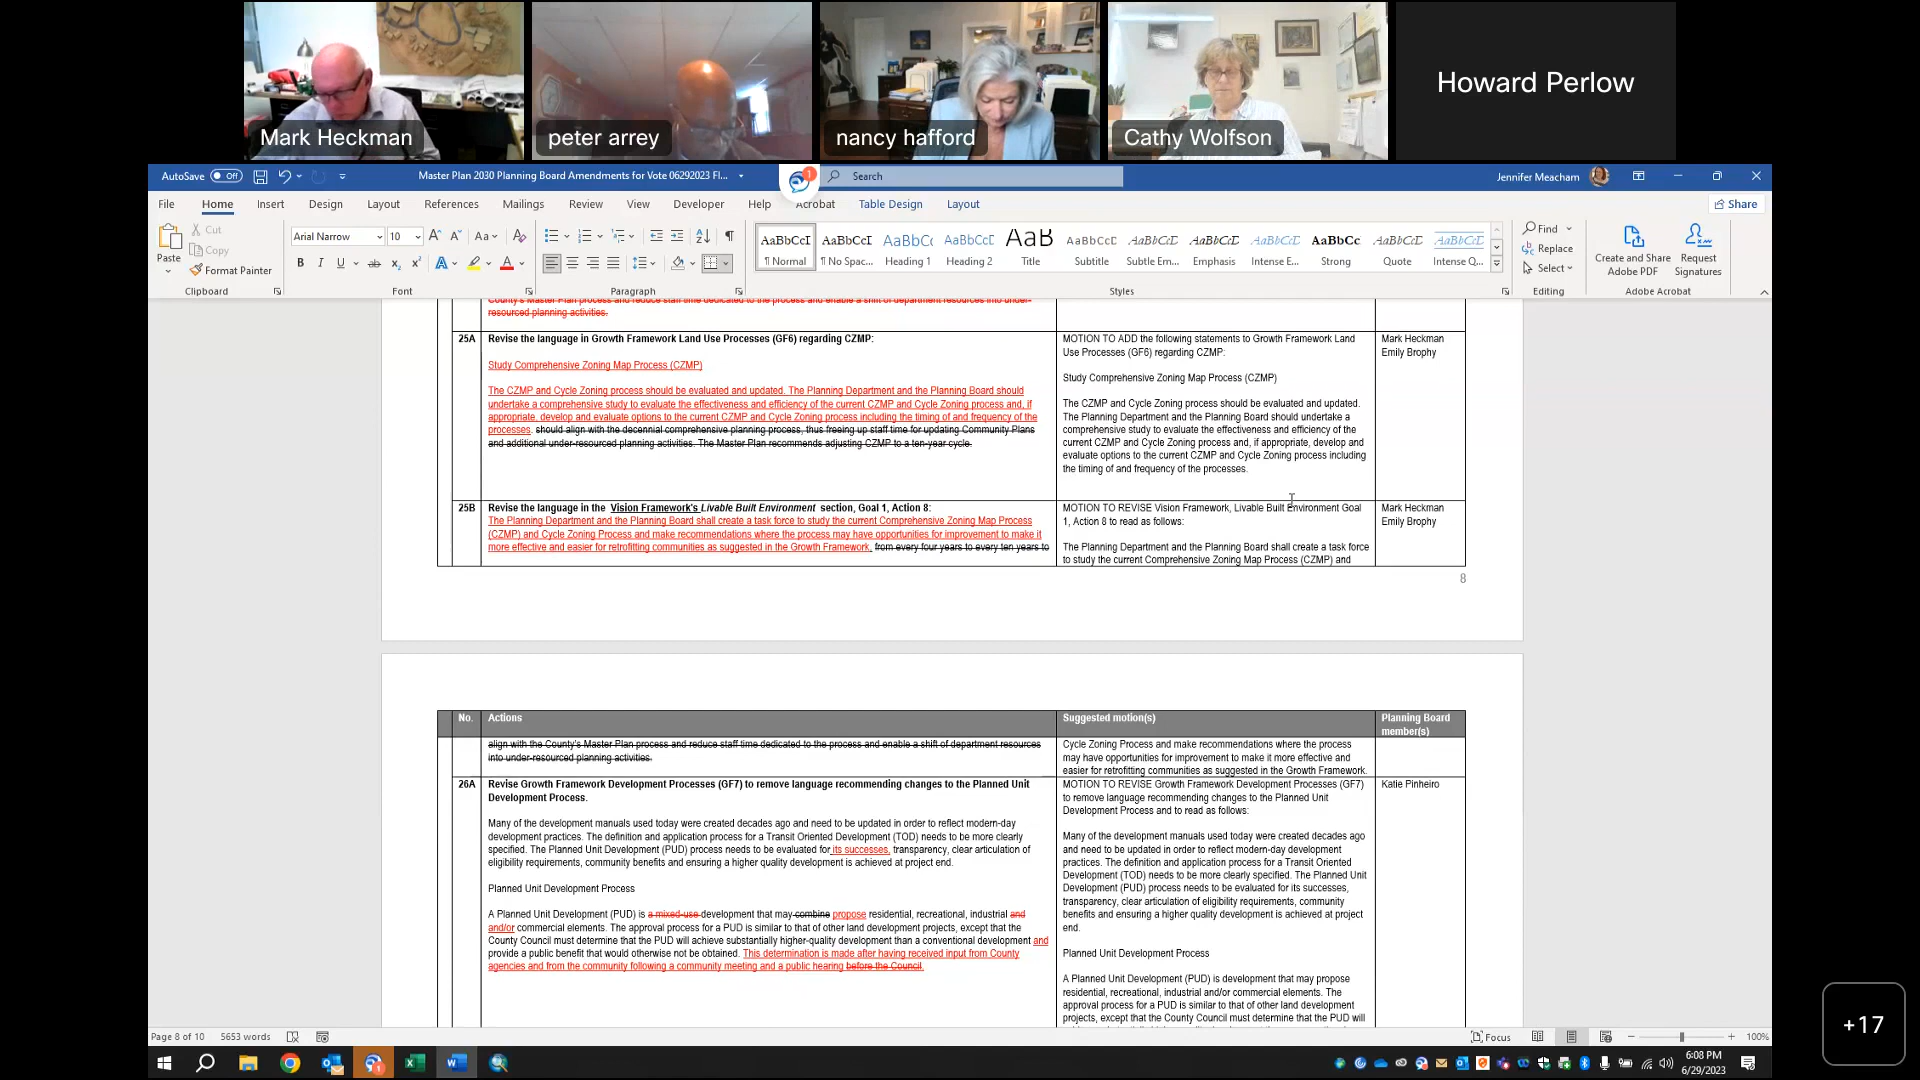 Mark Heckman
peter arrey
nancy hafford
Cathy Wolfson
Howard Perlow
AutoSave Off
Master Plan 2030 Planning Board Amendments for Vote 06292023 Fl...
1
Search
Jennifer Meacham
File Home Insert Design Draw Layout References Mailings Review View Developer Help Acrobat Table Design Layout
Share
Paste
Cut
Copy
Format Painter
Clipboard
Arial Narrow 10
Font
Paragraph
AaBbCcI AaBbCcI AaBbC( AaBbCcI AaB AaBbCcI AaBbCcI AaBbCcI AaBbCcI AaBbCc AaBbCcI AaBbCcI
¶ Normal ¶ No Spac... Heading 1 Heading 2 Title Subtitle Subtle Em... Emphasis Intense E... Strong Quote Intense Q...
Styles
Find
Replace
Select
Editing
Create and Share Adobe PDF
Request Signatures
Adobe Acrobat
County's Master Plan process and reduce staff time dedicated to the process and enable a shift of department resources into under-
resourced planning activities.
25A
Revise the language in Growth Framework Land Use Processes (GF6) regarding CZMP:
Study Comprehensive Zoning Map Process (CZMP)
The CZMP and Cycle Zoning process should be evaluated and updated. The Planning Department and the Planning Board should
undertake a comprehensive study to evaluate the effectiveness and efficiency of the current CZMP and Cycle Zoning process and, if
appropriate, develop and evaluate options to the current CZMP and Cycle Zoning process including the timing of and frequency of the
processes. should align with the decennial comprehensive planning process, thus freeing up staff time for updating Community Plans
and additional under-resourced planning activities. The Master Plan recommends adjusting CZMP to a ten-year cycle.
MOTION TO ADD the following statements to Growth Framework Land
Use Processes (GF6) regarding CZMP:
Study Comprehensive Zoning Map Process (CZMP)
The CZMP and Cycle Zoning process should be evaluated and updated.
The Planning Department and the Planning Board should undertake a
comprehensive study to evaluate the effectiveness and efficiency of the
current CZMP and Cycle Zoning process and, if appropriate, develop and
evaluate options to the current CZMP and Cycle Zoning process including
the timing of and frequency of the processes.
Mark Heckman
Emily Brophy
25B
Revise the language in the Vision Framework's Livable Built Environment section, Goal 1, Action 8:
The Planning Department and the Planning Board shall create a task force to study the current Comprehensive Zoning Map Process
(CZMP) and Cycle Zoning Process and make recommendations where the process may have opportunities for improvement to make it
more effective and easier for retrofitting communities as suggested in the Growth Framework. from every four years to every ten years to
MOTION TO REVISE Vision Framework, Livable Built Environment Goal
1, Action 8 to read as follows:
The Planning Department and the Planning Board shall create a task force
to study the current Comprehensive Zoning Map Process (CZMP) and
Mark Heckman
Emily Brophy
8
No. Actions Suggested motion(s) Planning Board
member(s)
align with the County's Master Plan process and reduce staff time dedicated to the process and enable a shift of department resources
into under-resourced planning activities.
Cycle Zoning Process and make recommendations where the process
may have opportunities for improvement to make it more effective and
easier for retrofitting communities as suggested in the Growth Framework.
26A
Revise Growth Framework Development Processes (GF7) to remove language recommending changes to the Planned Unit
Development Process.
Many of the development manuals used today were created decades ago and need to be updated in order to reflect modern-day
development practices. The definition and application process for a Transit Oriented Development (TOD) needs to be more clearly
specified. The Planned Unit Development (PUD) process needs to be evaluated for its successes, transparency, clear articulation of
eligibility requirements, community benefits and ensuring a higher quality development is achieved at project end.
Planned Unit Development Process
A Planned Unit Development (PUD) is a mixed-use development that may combine propose residential, recreational, industrial and
and/or commercial elements. The approval process for a PUD is similar to that of other land development projects, except that the
County Council must determine that the PUD will achieve substantially higher-quality development than a conventional development and
provide a public benefit that would otherwise not be obtained. This determination is made after having received input from County
agencies and from the community following a community meeting and a public hearing before the Council.
MOTION TO REVISE Growth Framework Development Processes (GF7)
to remove language recommending changes to the Planned Unit
Development Process and to read as follows:
Many of the development manuals used today were created decades ago
and need to be updated in order to reflect modern-day development
practices. The definition and application process for a Transit Oriented
Development (TOD) needs to be more clearly specified. The Planned Unit
Development (PUD) process needs to be evaluated for its successes,
transparency, clear articulation of eligibility requirements, community
benefits and ensuring a higher quality development is achieved at project
end.
Planned Unit Development Process
A Planned Unit Development (PUD) is development that may propose
residential, recreational, industrial and/or commercial elements. The
approval process for a PUD is similar to that of other land development
projects, except that the County Council must determine that the PUD will
Katie Pinheiro
+17
Page 8 of 10 5653 words
Focus
100%
6:08 PM
6/29/2023